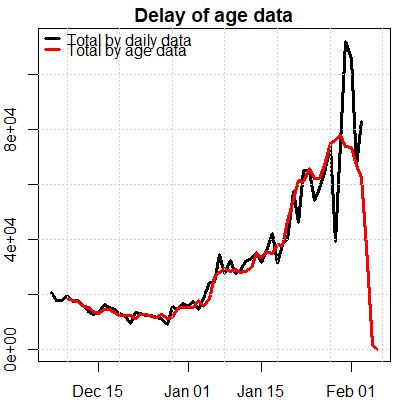 Delay of age data
Total by daily data
Total by age data
8e+04
4e+04
0e+00
Dec 15
Jan 01
Jan 15
Feb 01